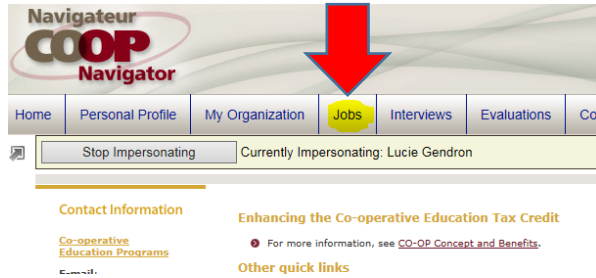 Navigateur
COOP
Navigator
Home Personal Profile My Organization Jobs Interviews Evaluations Co
Stop Impersonating Currently Impersonating: Lucie Gendron
Contact Information
Co-operative
Education Programs
E-mail:
Enhancing the Co-operative Education Tax Credit
For more information, see CO-OP Concept and Benefits.
Other quick links